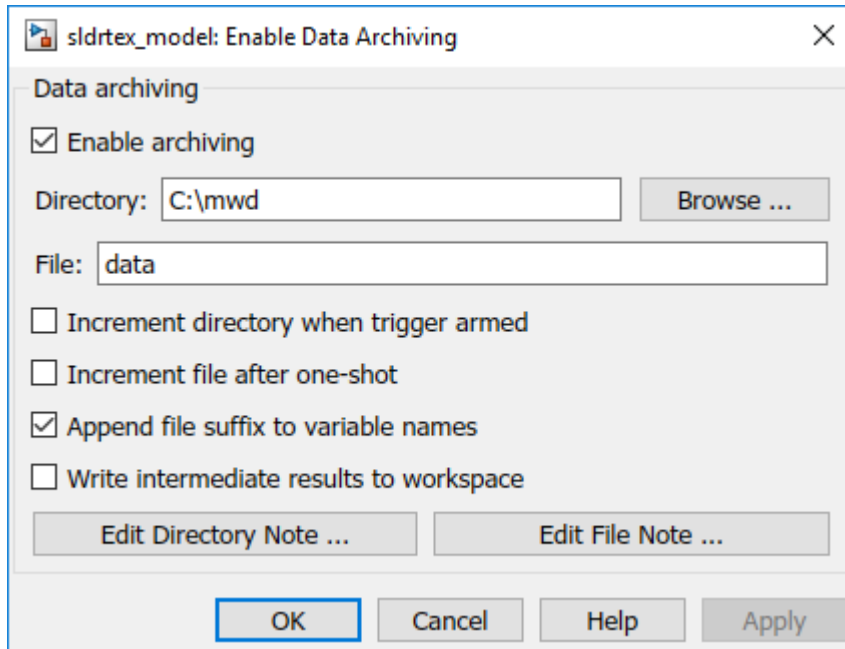 sldrtex_model: Enable Data Archiving
Data archiving
Enable archiving
Directory: C:\mwd Browse ...
File: data
Increment directory when trigger armed
Increment file after one-shot
Append file suffix to variable names
Write intermediate results to workspace
Edit Directory Note ... Edit File Note ...
OK Cancel Help Apply